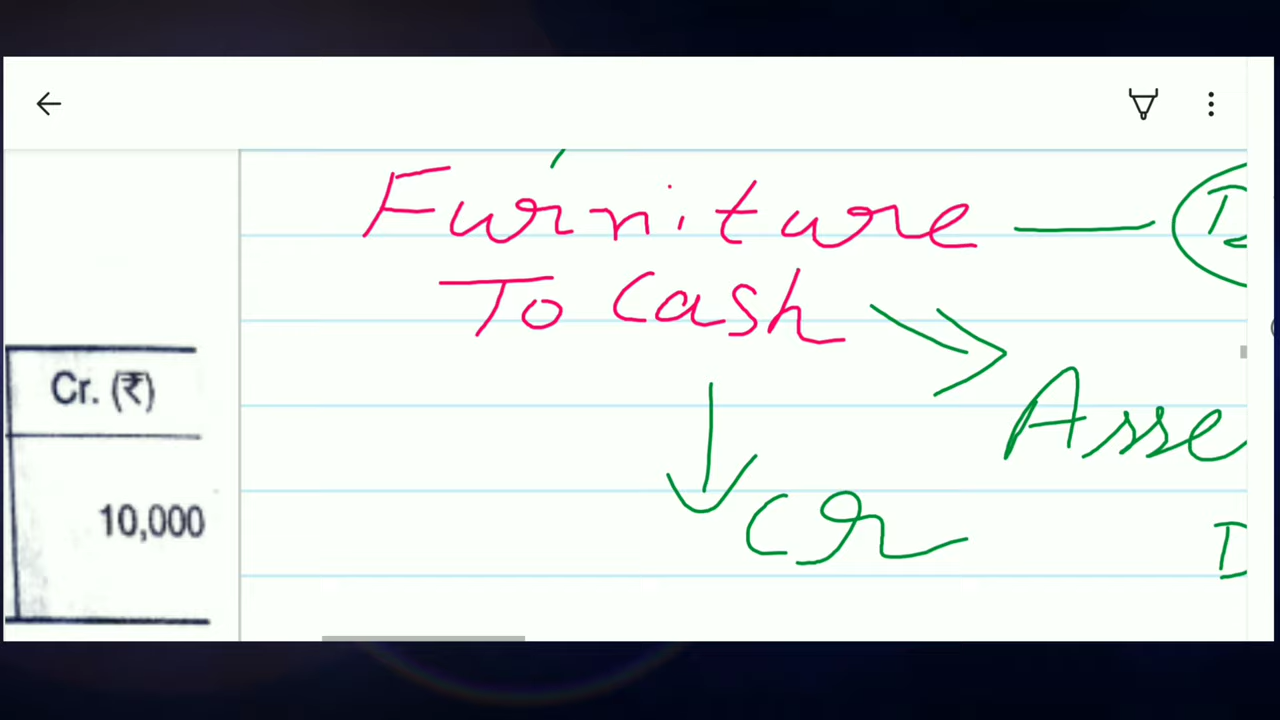 Furniture
To Cash
Cr. (₹)
10,000
Cr